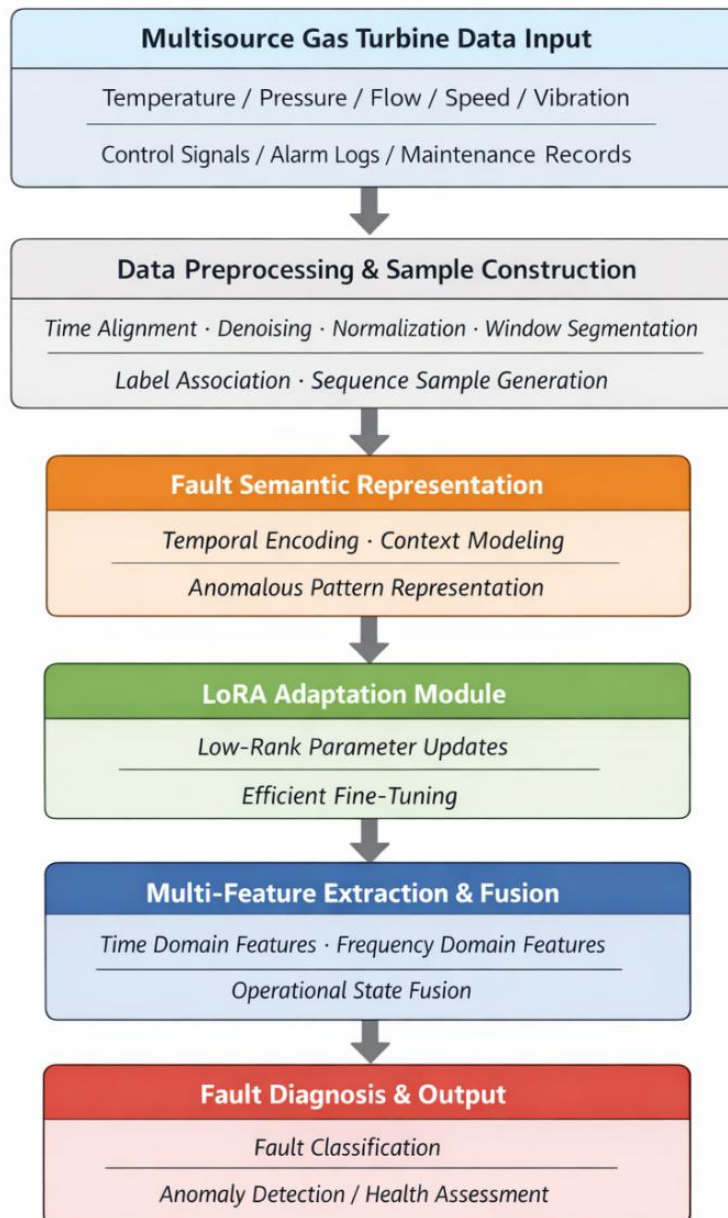 Multisource Gas Turbine Data Input
Temperature / Pressure / Flow / Speed / Vibration
Control Signals / Alarm Logs / Maintenance Records
Data Preprocessing & Sample Construction
Time Alignment · Denoising · Normalization · Window Segmentation
Label Association · Sequence Sample Generation
Fault Semantic Representation
Temporal Encoding · Context Modeling
Anomalous Pattern Representation
LoRA Adaptation Module
Low-Rank Parameter Updates
Efficient Fine-Tuning
Multi-Feature Extraction & Fusion
Time Domain Features · Frequency Domain Features
Operational State Fusion
Fault Diagnosis & Output
Fault Classification
Anomaly Detection / Health Assessment